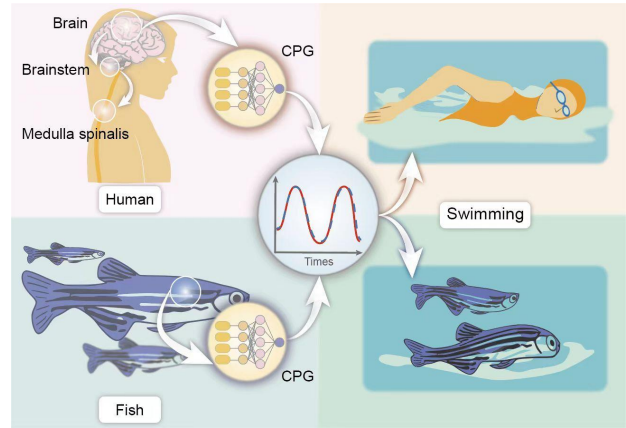 Brain
CPG
Brainstem
Medulla spinalis
Human
Swimming
Times
CPG
Fish